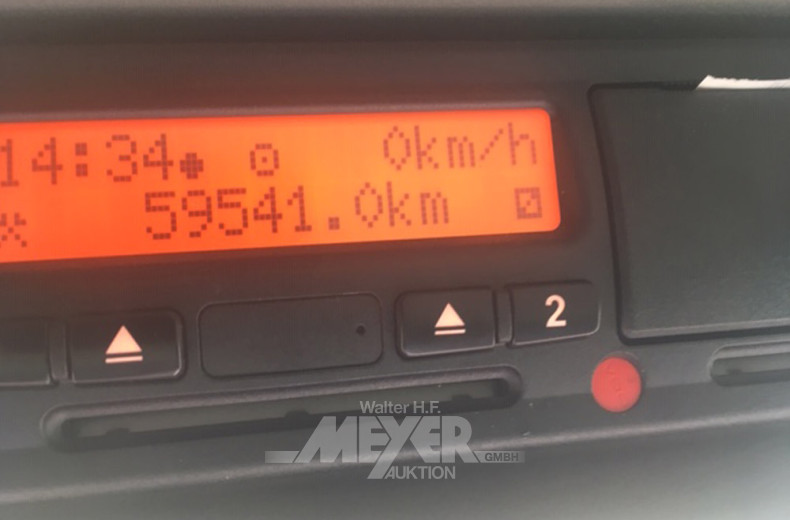 14:34 0km/h
59541.0km
2
Walter H.F.
MEYER
GMBH
AUKTION